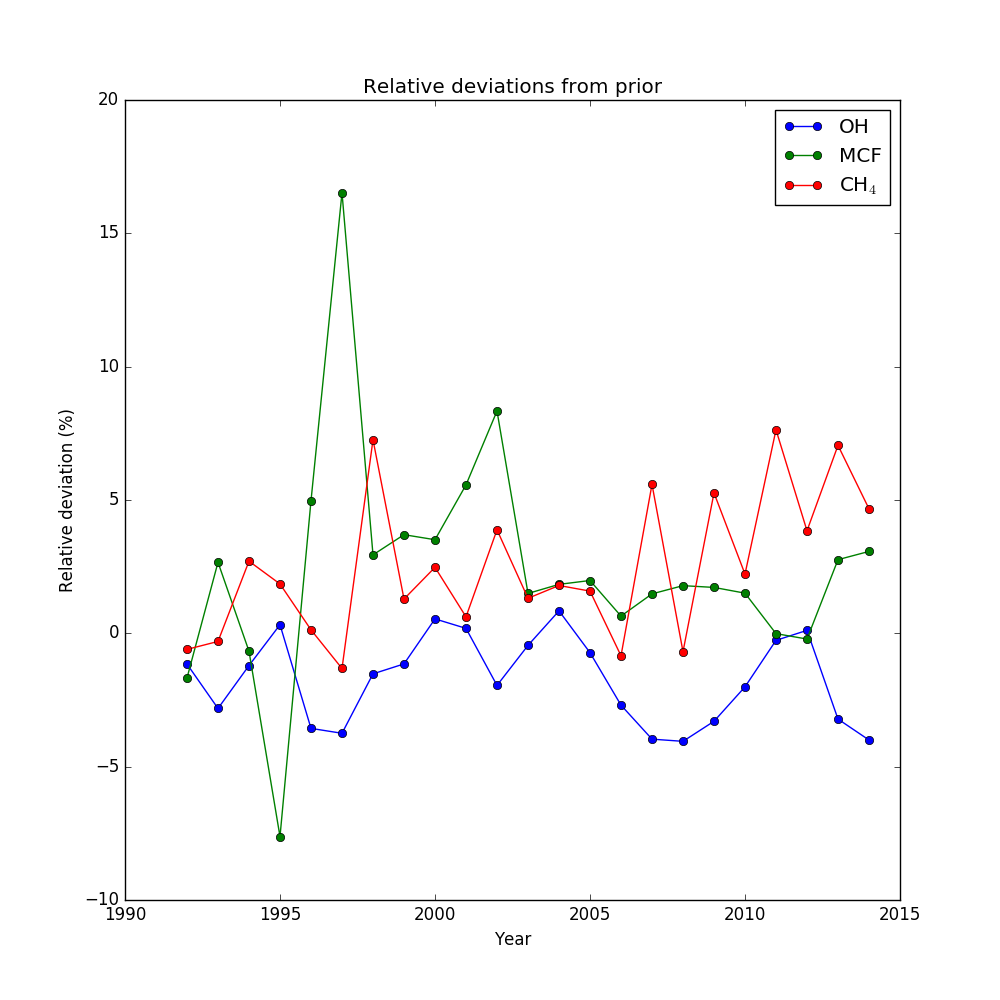 Relative deviations from prior
20
15
10
5
0
−5
−10
Relative deviation (%)
OH
MCF
CH₄
1990 1995 2000 2005 2010 2015
Year